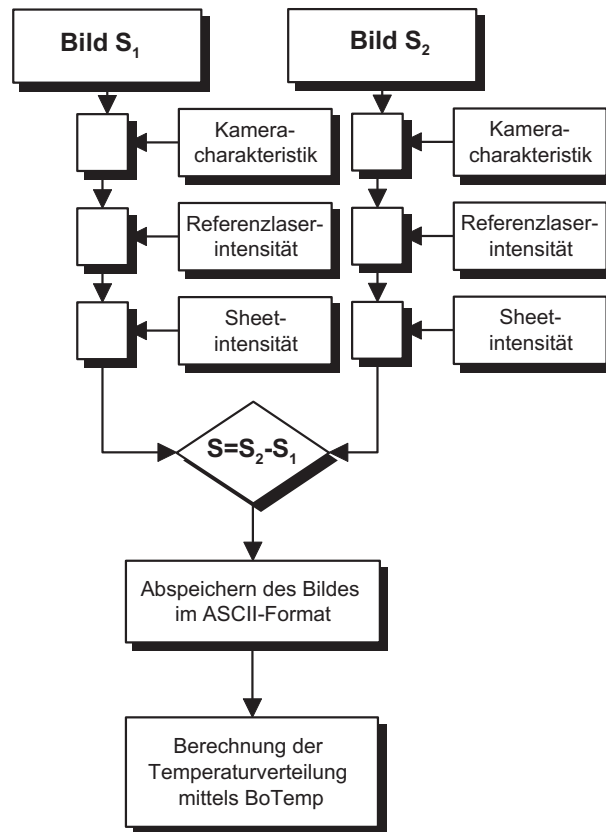 Bild S₁
Bild S₂
Kamera-
charakteristik
Kamera-
charakteristik
Referenzlaser-
intensität
Referenzlaser-
intensität
Sheet-
intensität
Sheet-
intensität
S=S₂-S₁
Abspeichern des Bildes
im ASCII-Format
Berechnung der
Temperaturverteilung
mittels BoTemp